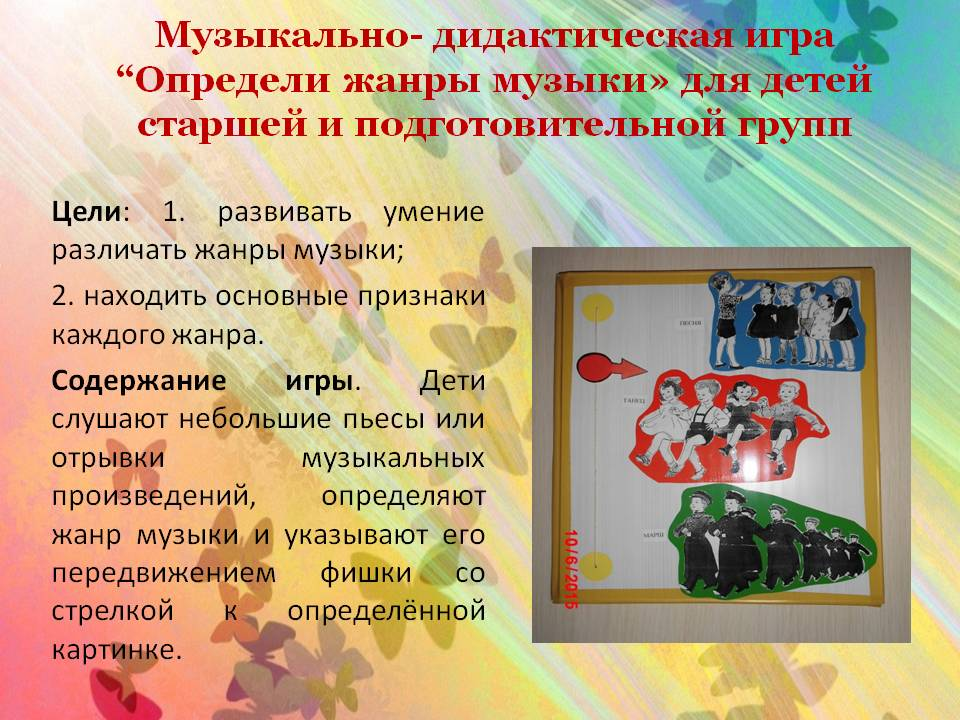 Музыкально- дидактическая игра
“Определи жанры музыки» для детей
старшей и подготовительной групп
Цели: 1. развивать умение
различать жанры музыки;
2. находить основные признаки
каждого жанра.
Содержание игры. Дети
слушают небольшие пьесы или
отрывки музыкальных
произведений, определяют
жанр музыки и указывают его
передвижением фишки со
стрелкой к определённой
картинке.
ПЕСНЯ
ТАНЕЦ
МАРШ
10/6/2015